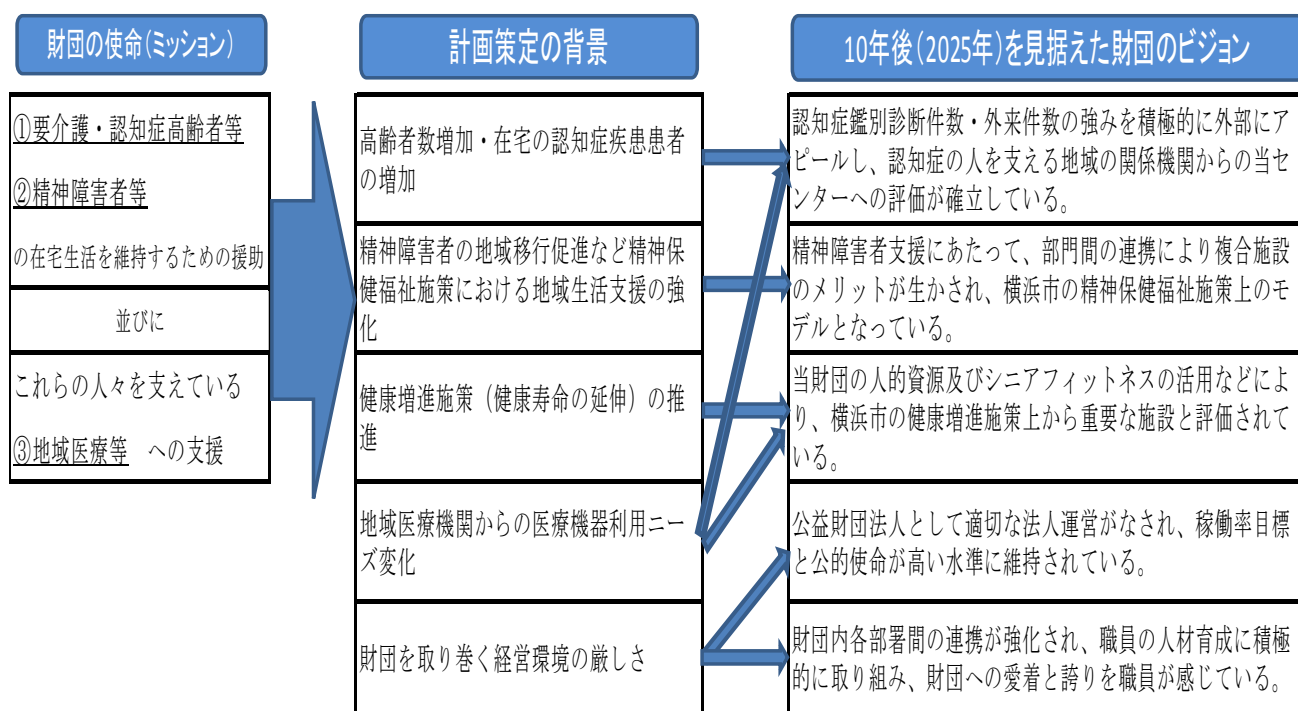 財団の使命(ミッション)
①要介護・認知症高齢者等
②精神障害者等
の在宅生活を維持するための援助
並びに
これらの人々を支えている
③地域医療等 への支援
計画策定の背景
高齢者数増加・在宅の認知症疾患患者
の増加
精神障害者の地域移行促進など精神保
健福祉施策における地域生活支援の強
化
健康増進施策（健康寿命の延伸）の推
進
地域医療機関からの医療機器利用ニー
ズ変化
財団を取り巻く経営環境の厳しさ
10年後(2025年)を見据えた財団のビジョン
認知症鑑別診断件数・外来件数の強みを積極的に外部にア
ピールし、認知症の人を支える地域の関係機関からの当セ
ンターへの評価が確立している。
精神障害者支援にあたって、部門間の連携により複合施設
のメリットが生かされ、横浜市の精神保健福祉施策上のモ
デルとなっている。
当財団の人的資源及びシニアフィットネスの活用などによ
り、横浜市の健康増進施策上から重要な施設と評価されて
いる。
公益財団法人として適切な法人運営がなされ、稼働率目標
と公的使命が高い水準に維持されている。
財団内各部署間の連携が強化され、職員の人材育成に積極
的に取り組み、財団への愛着と誇りを職員が感じている。